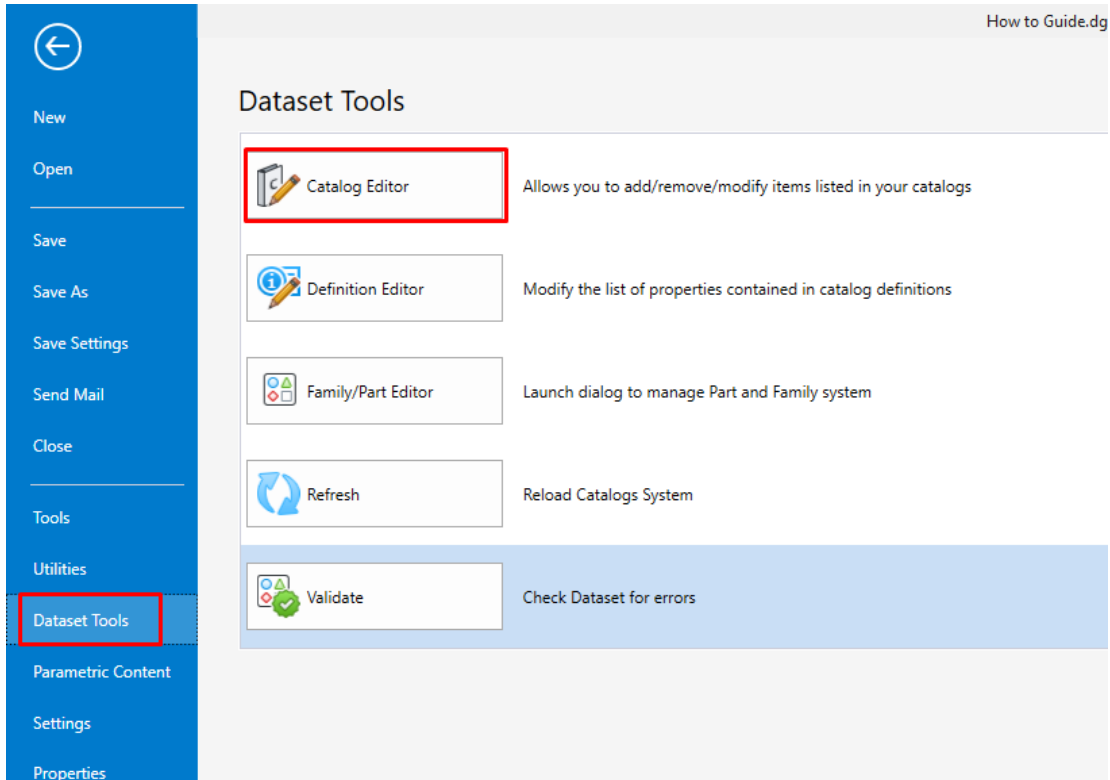 How to Guide.dg
New
Open
Save
Save As
Save Settings
Send Mail
Close
Tools
Utilities
Dataset Tools
Parametric Content
Settings
Properties
Dataset Tools
Catalog Editor
Allows you to add/remove/modify items listed in your catalogs
Definition Editor
Modify the list of properties contained in catalog definitions
Family/Part Editor
Launch dialog to manage Part and Family system
Refresh
Reload Catalogs System
Validate
Check Dataset for errors